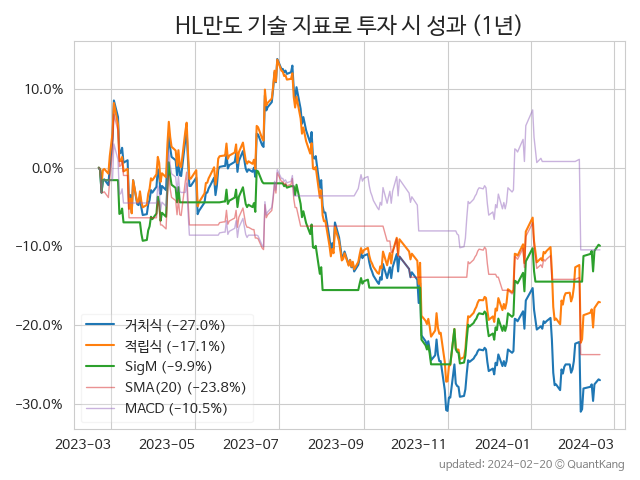 HL만도 기술 지표로 투자 시 성과 (1년)
10.0%
0.0%
−10.0%
−20.0%
−30.0%
거치식 (−27.0%)
적립식 (−17.1%)
SigM (−9.9%)
SMA(20) (−23.8%)
MACD (−10.5%)
2023-03
2023-05
2023-07
2023-09
2023-11
2024-01
2024-03
updated: 2024-02-20 ⓒ QuantKang